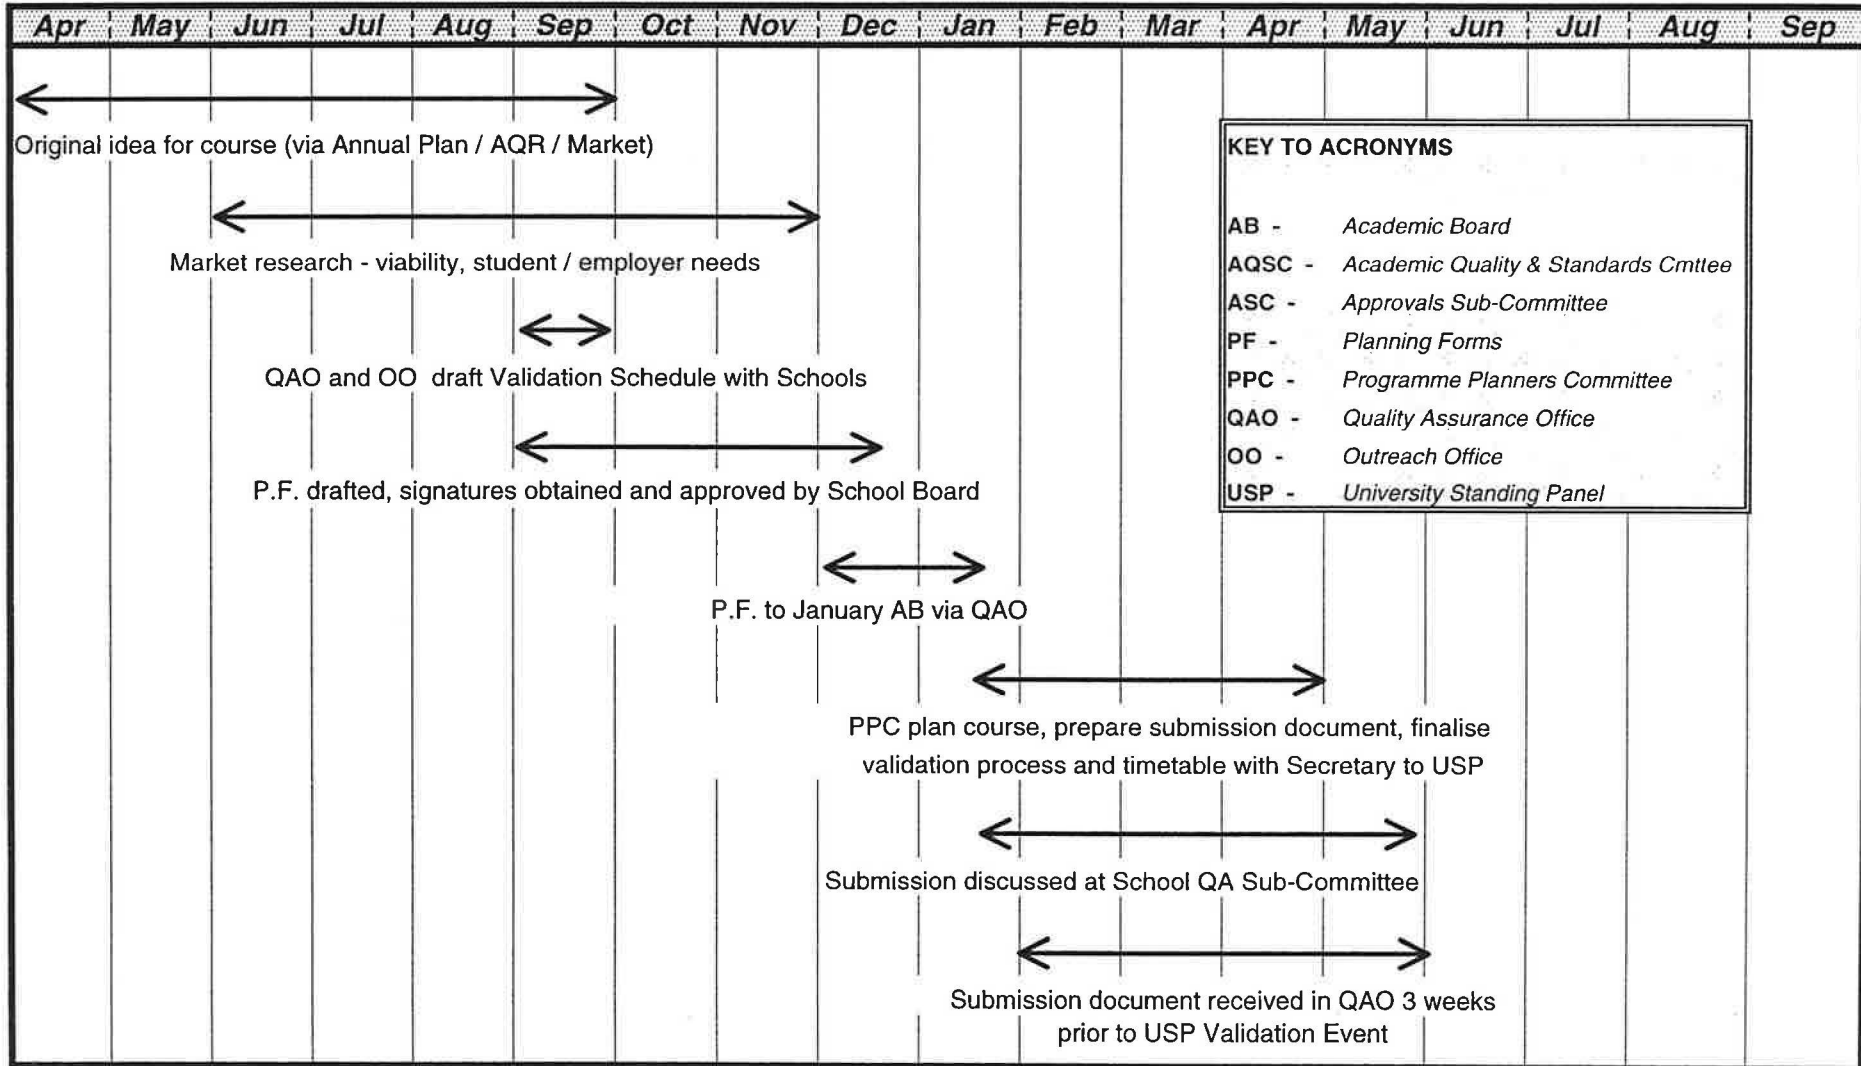 Apr May Jun Jul Aug Sep Oct Nov Dec Jan Feb Mar Apr May Jun Jul Aug Sep
Original idea for course (via Annual Plan / AQR / Market)
Market research - viability, student / employer needs
QAO and OO draft Validation Schedule with Schools
P.F. drafted, signatures obtained and approved by School Board
P.F. to January AB via QAO
PPC plan course, prepare submission document, finalise
validation process and timetable with Secretary to USP
Submission discussed at School QA Sub-Committee
Submission document received in QAO 3 weeks
prior to USP Validation Event
KEY TO ACRONYMS
AB - Academic Board
AQSC - Academic Quality & Standards Cmttee
ASC - Approvals Sub-Committee
PF - Planning Forms
PPC - Programme Planners Committee
QAO - Quality Assurance Office
OO - Outreach Office
USP - University Standing Panel